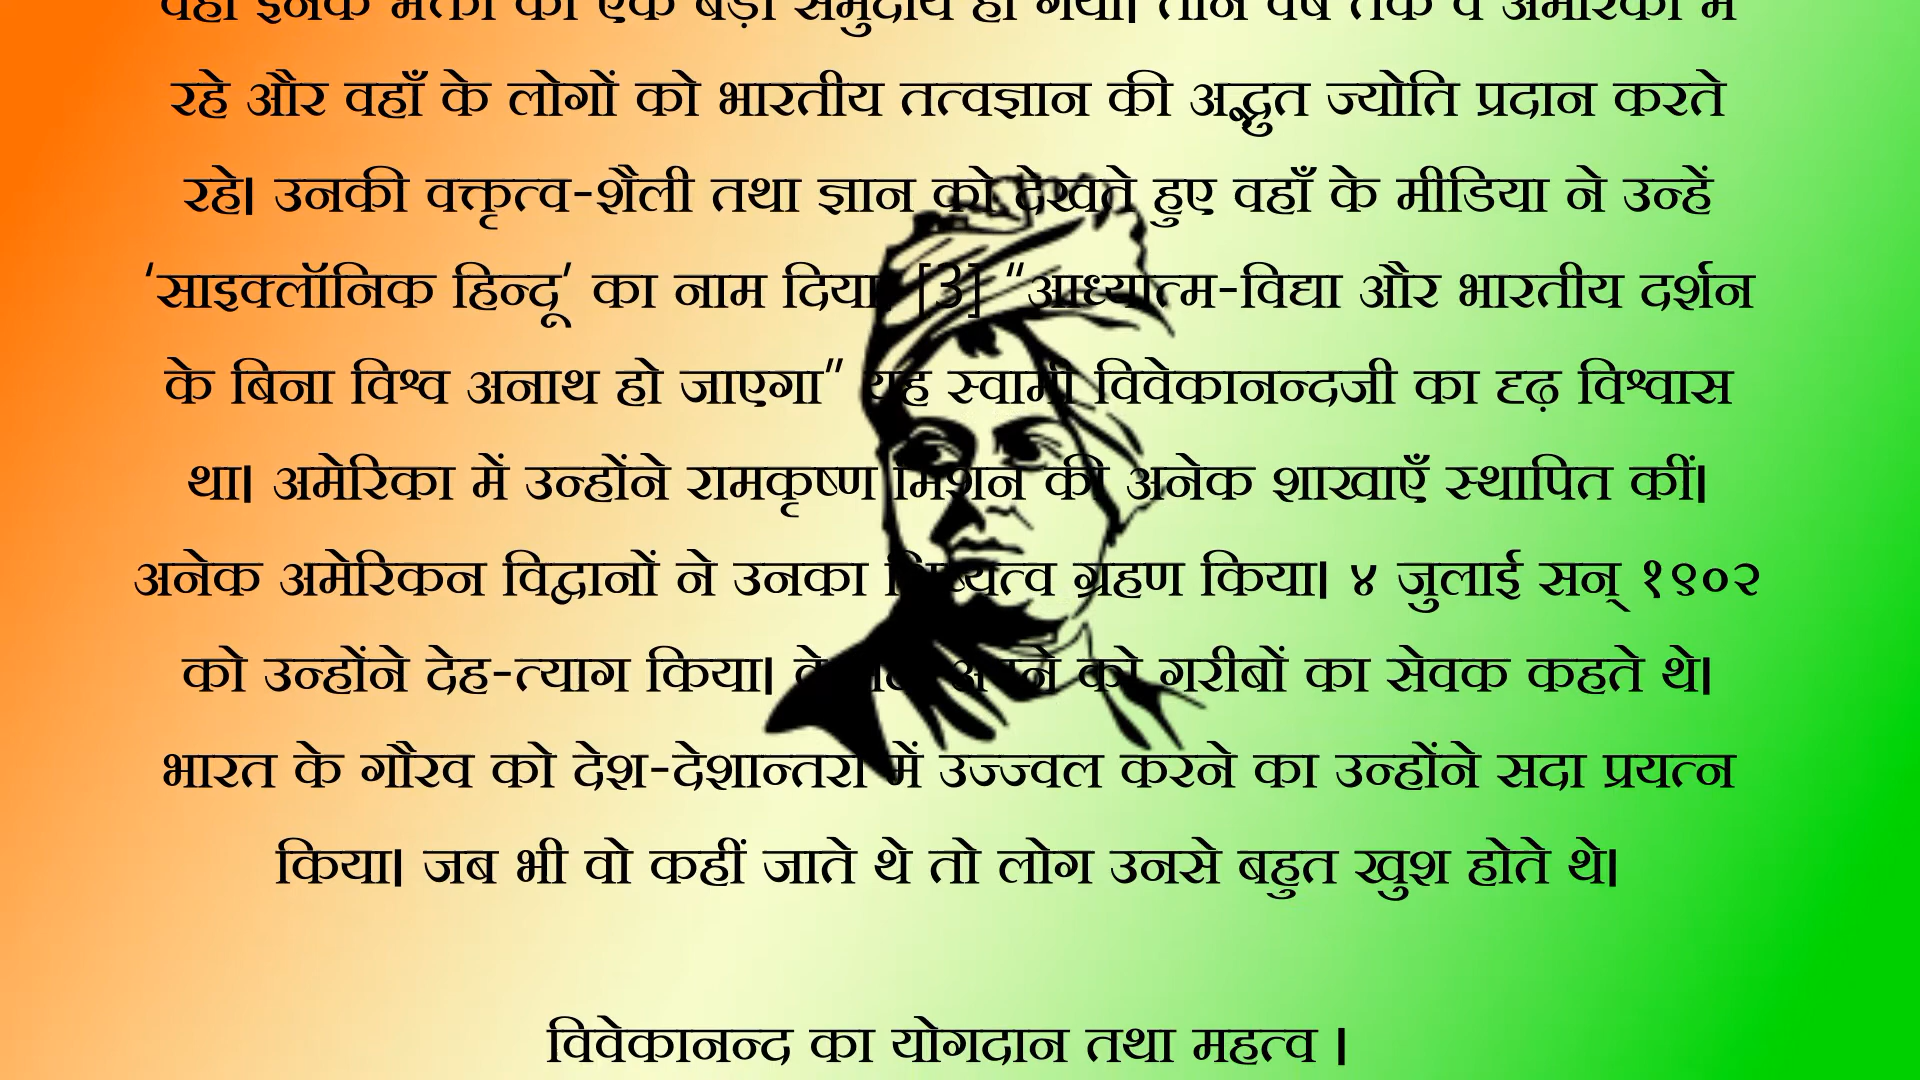 रहे और वहाँ के लोगों को भारतीय तत्वज्ञान की अद्भुत ज्योति प्रदान करते
रहे। उनकी वक्तृत्व-शैली तथा ज्ञान को देखते हुए वहाँ के मीडिया ने उन्हें
‘साइक्लॉनिक हिन्दू’ का नाम दिया। [3] “आध्यात्म-विद्या और भारतीय दर्शन
के बिना विश्व अनाथ हो जाएगा” यह स्वामी विवेकानन्दजी का दृढ़ विश्वास
था। अमेरिका में उन्होंने रामकृष्ण मिशन की अनेक शाखाएँ स्थापित कीं।
अनेक अमेरिकन विद्वानों ने उनका शिष्यत्व ग्रहण किया। ४ जुलाई सन् १९०२
को उन्होंने देह-त्याग किया। वे अपने को गरीबों का सेवक कहते थे।
भारत के गौरव को देश-देशान्तरों में उज्ज्वल करने का उन्होंने सदा प्रयत्न
किया। जब भी वो कहीं जाते थे तो लोग उनसे बहुत खुश होते थे।
विवेकानन्द का योगदान तथा महत्व ।